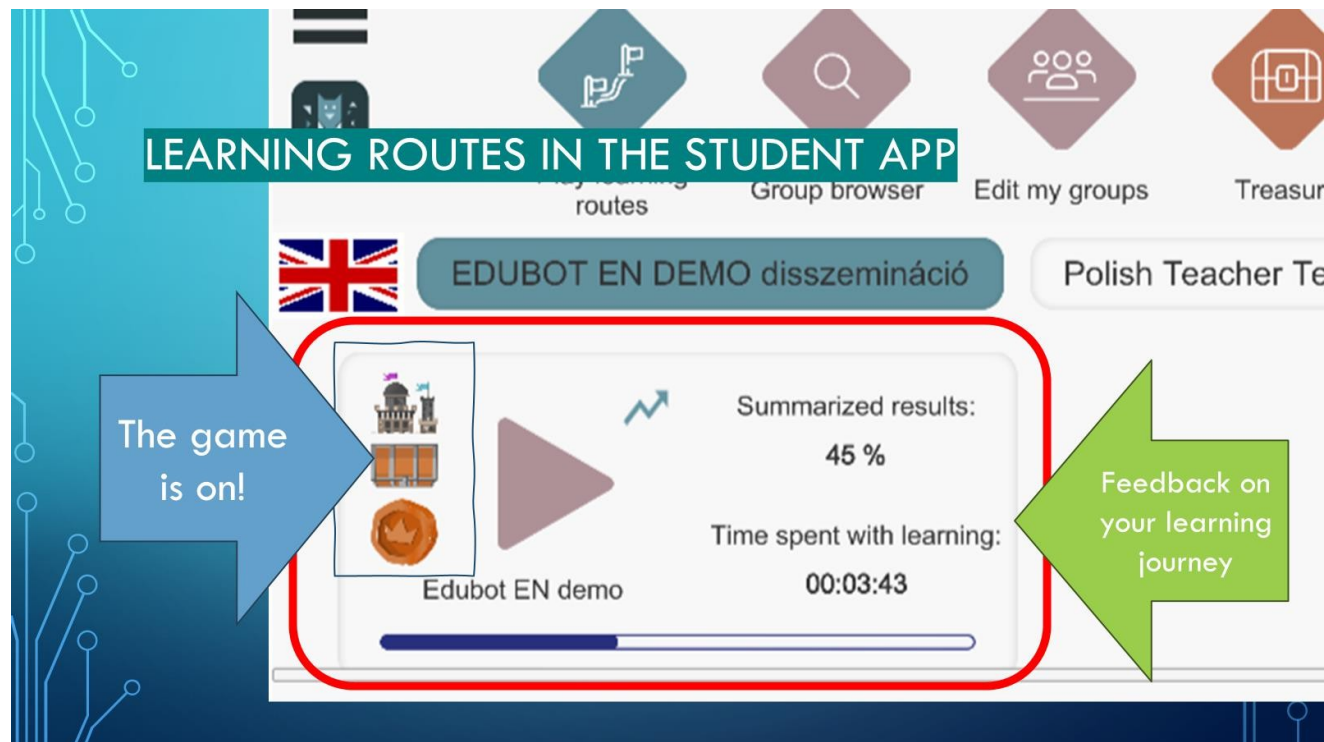 LEARNING ROUTES IN THE STUDENT APP
routes
Group browser
Edit my groups
EDUBOT EN DEMO disszemináció
Polish Teacher
The game
is on!
Summarized results:
45 %
Time spent with learning:
00:03:43
Edubot EN demo
Feedback on
your learning
journey